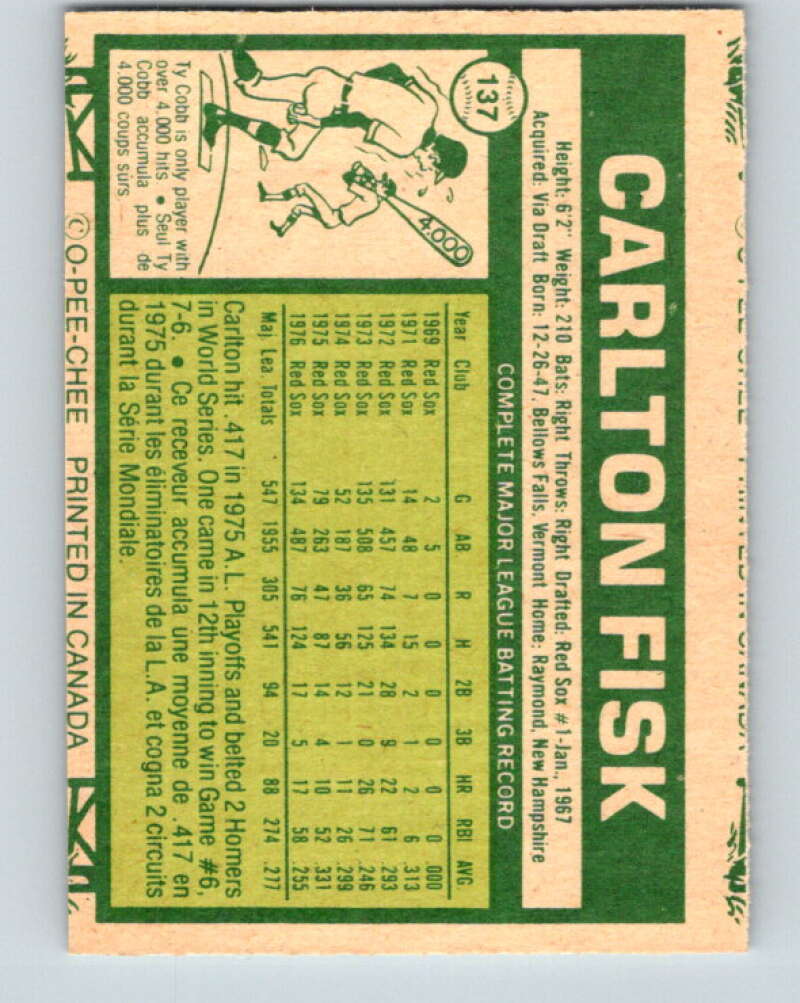 CARLTON FISK
137
Height: 6'2" Weight: 210 Bats: Right Throws: Right Drafted: Red Sox #1-Jan., 1967
Acquired: Via Draft Born: 12-26-47, Bellows Falls, Vermont Home: Raymond, New Hampshire
COMPLETE MAJOR LEAGUE BATTING RECORD
Year Club G AB R H 2B 3B HR RBI AVG
1969 Red Sox 2 5 0 0 0 0 0 0 .000
1971 Red Sox 14 48 7 15 2 1 2 6 .313
1972 Red Sox 131 457 74 134 28 9 22 61 .293
1973 Red Sox 135 508 65 125 21 0 26 71 .246
1974 Red Sox 52 187 36 56 12 1 11 26 .299
1975 Red Sox 79 263 47 87 14 4 10 52 .331
1976 Red Sox 134 487 76 124 17 5 17 58 .255
Maj. Lea. Totals 547 1955 305 541 94 20 88 274 .277
Carlton hit .417 in 1975 A.L. Playoffs and belted 2 Homers
in World Series. One came in 12th inning to win Game #6,
7-6. • Ce receveur accumula une moyenne de .417 en
1975 durant les éliminatoires de la L.A. et cogna 2 circuits
durant la Série Mondiale.
4,000
Ty Cobb is only player with
over 4,000 hits. • Seul Ty
Cobb accumula plus de
4,000 coups sûrs.
© O-PEE-CHEE PRINTED IN CANADA